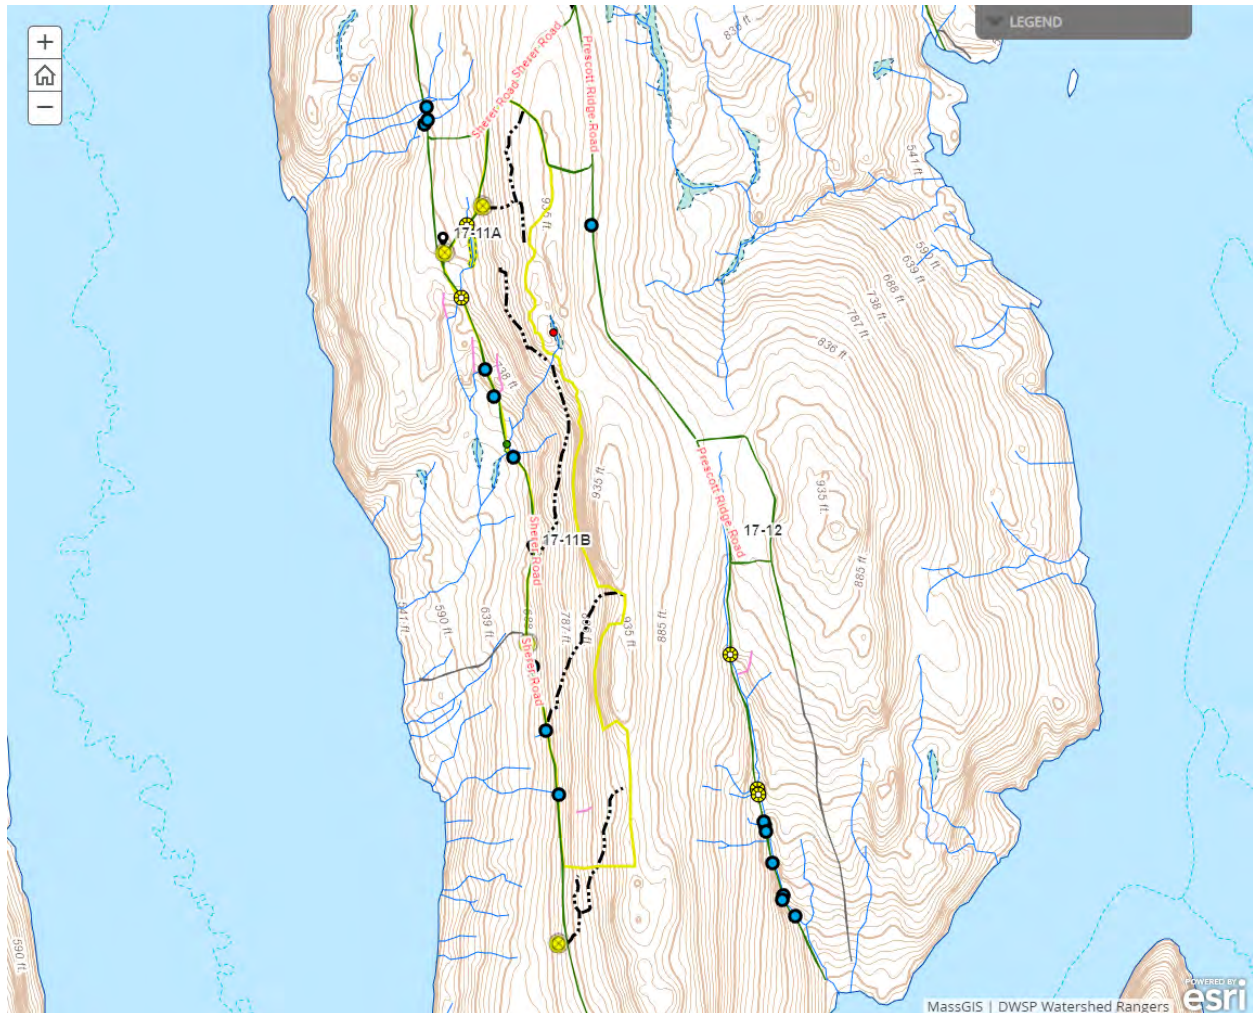 +
−
LEGEND
836 ft
Sherer Road
Sherer Road
Prescott Ridge Road
541 ft
935 ft
17-11A
590 ft
639 ft
688 ft
738 ft
787 ft
836 ft
738 ft
935 ft
Prescott Ridge Road
935 ft
17-12
Sherer Road
17-11B
885 ft
541 ft
590 ft
639 ft
787 ft
935 ft
885 ft
Sherer Road
590 ft
MassGIS | DWSP Watershed Rangers
POWERED BY
esri